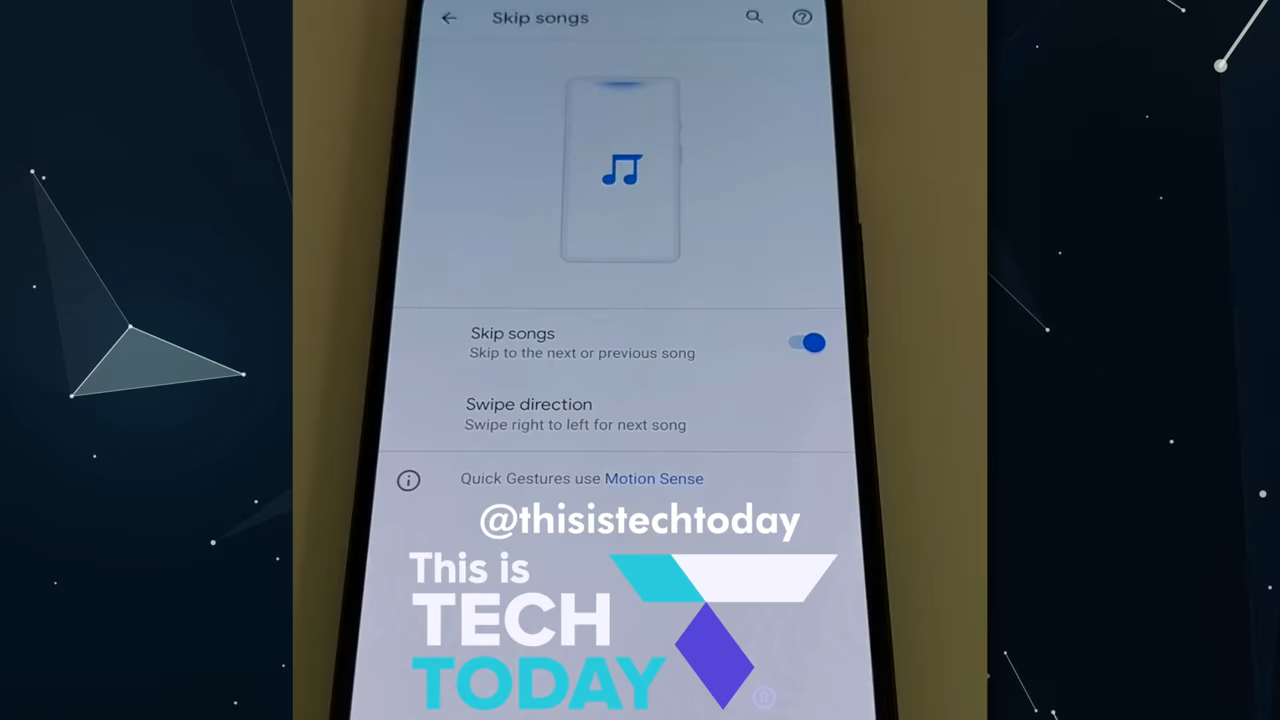 Skip songs
Skip songs
Skip to the next or previous song
Swipe direction
Swipe right to left for next song
Quick Gestures use Motion Sense
@thisistechtoday
This is
TECH
TODAY
®